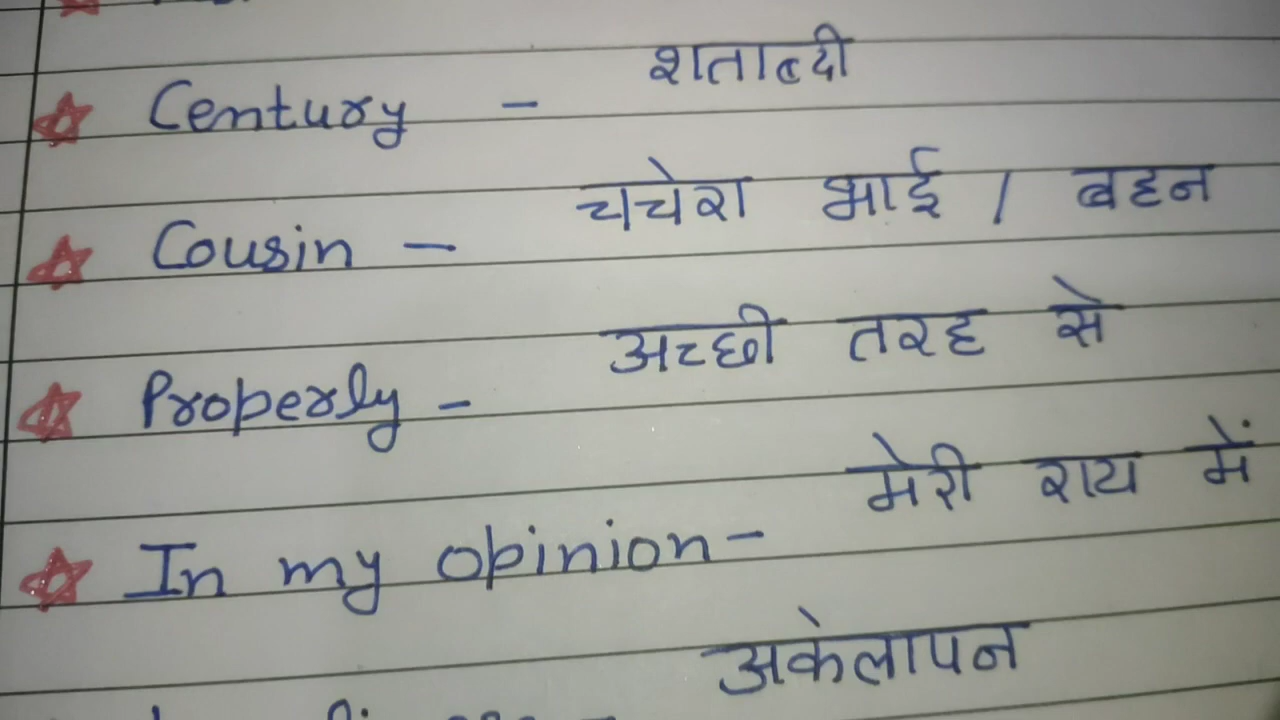 शताब्दी
Century -
चचेरा भाई / बहन
Cousin -
अच्छी तरह से
Properly -
मेरी राय में
In my opinion -
अकेलापन